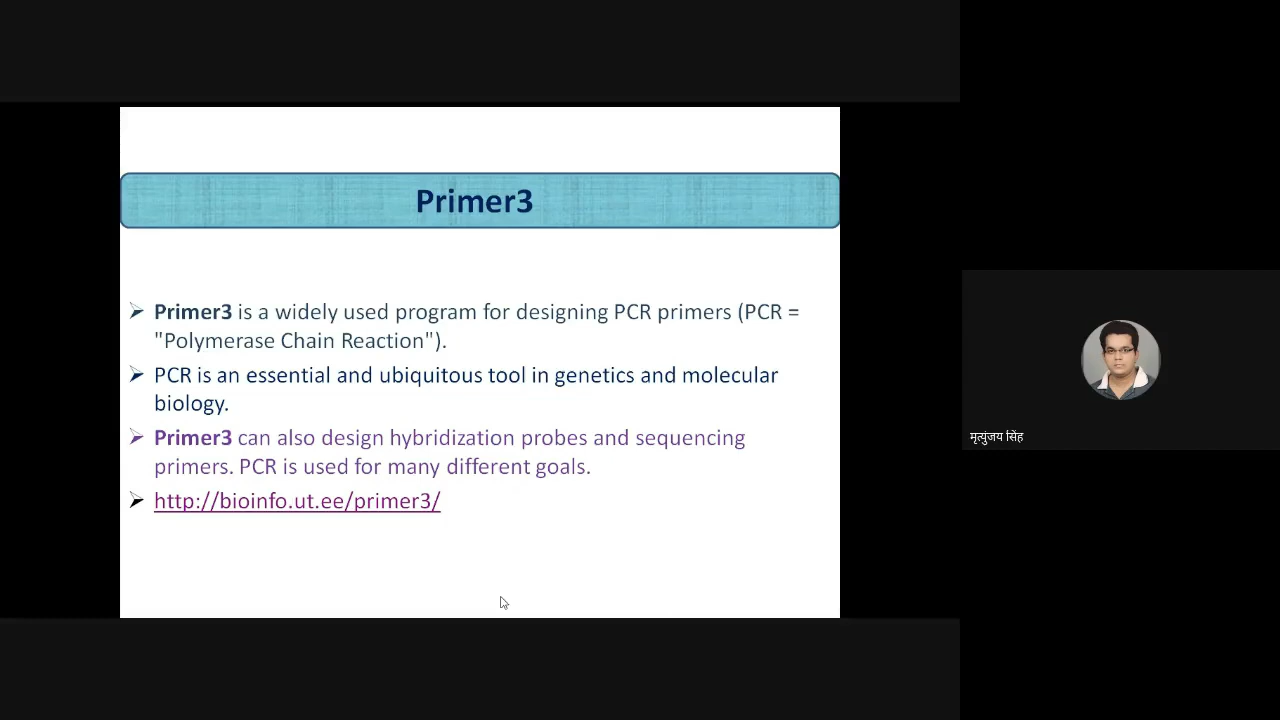 Primer3
Primer3 is a widely used program for designing PCR primers (PCR =
"Polymerase Chain Reaction").
PCR is an essential and ubiquitous tool in genetics and molecular
biology.
Primer3 can also design hybridization probes and sequencing
primers. PCR is used for many different goals.
http://bioinfo.ut.ee/primer3/
मृत्युंजय सिंह